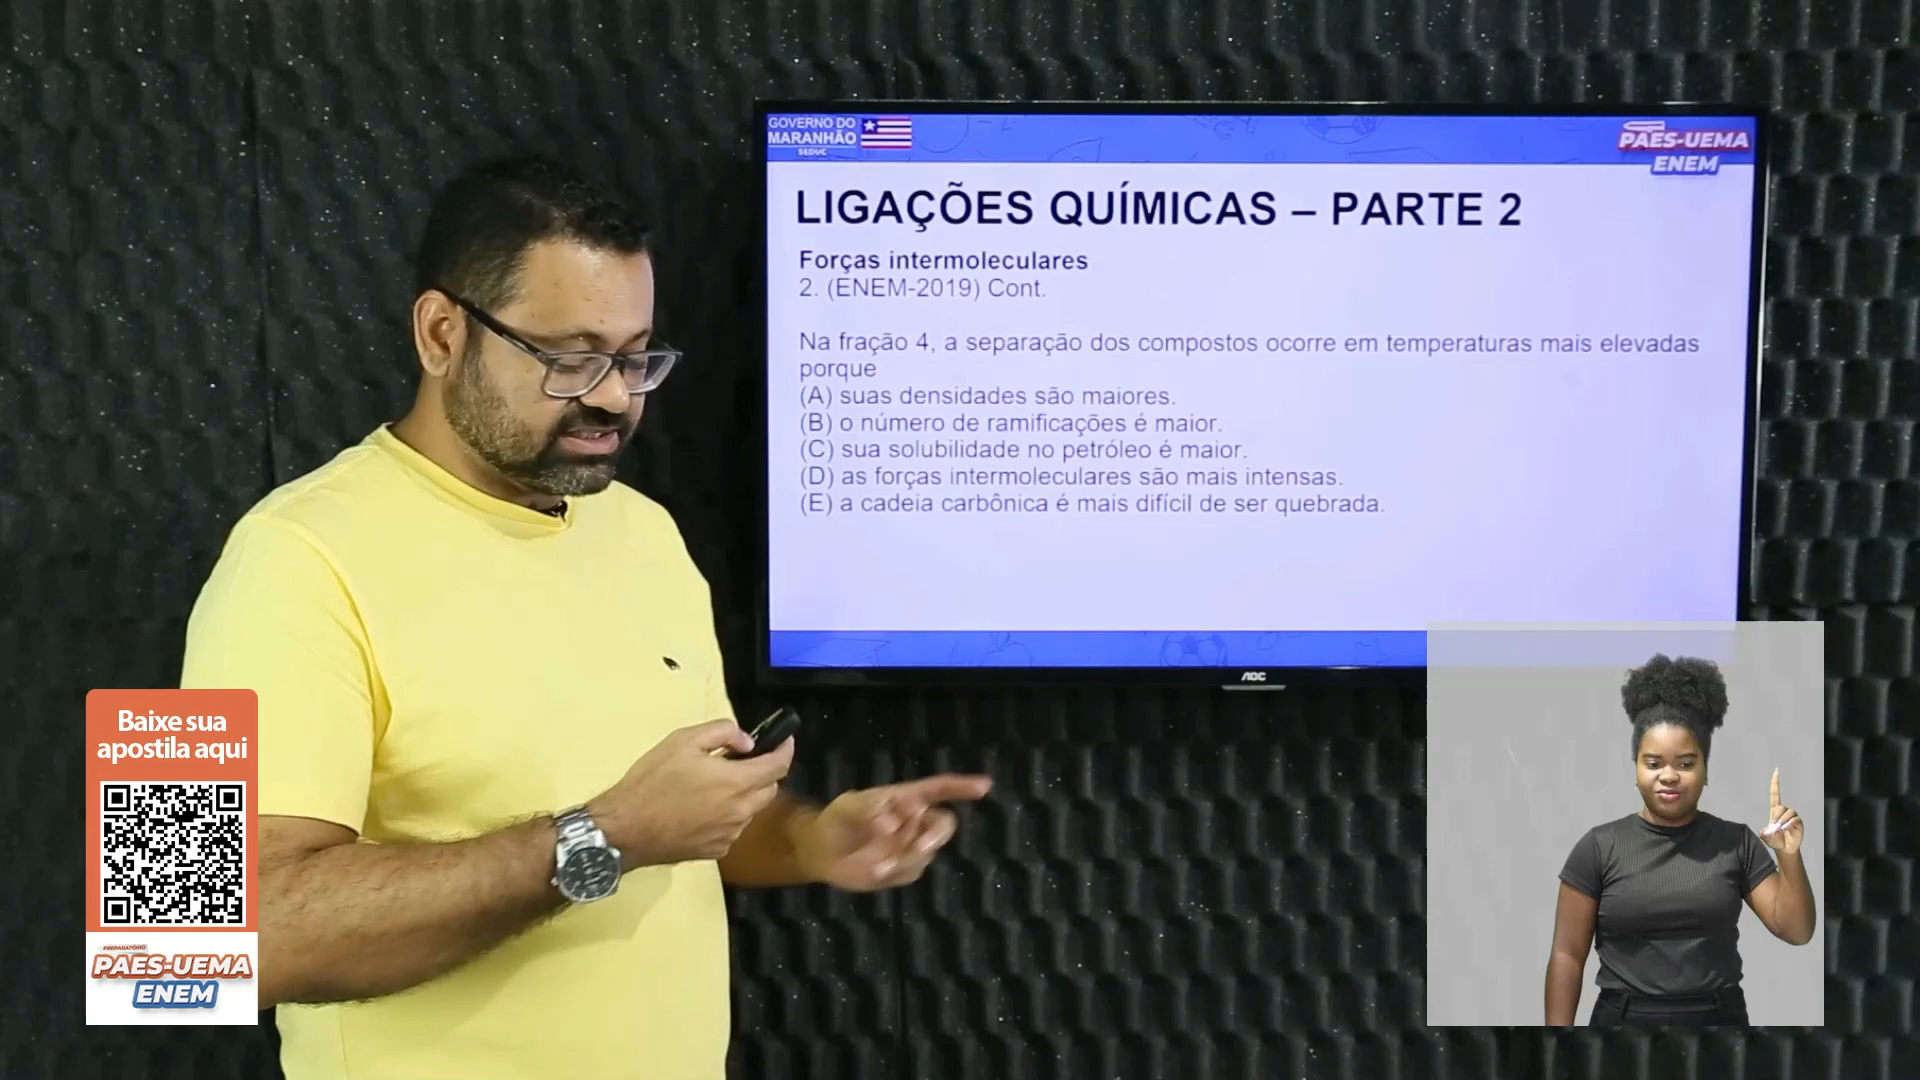 GOVERNO DO
MARANHÃO
SEDUC
PAES-UEMA
ENEM
LIGAÇÕES QUÍMICAS – PARTE 2
Forças intermoleculares
2. (ENEM-2019) Cont.
Na fração 4, a separação dos compostos ocorre em temperaturas mais elevadas
porque
(A) suas densidades são maiores.
(B) o número de ramificações é maior.
(C) sua solubilidade no petróleo é maior.
(D) as forças intermoleculares são mais intensas.
(E) a cadeia carbônica é mais difícil de ser quebrada.
AOC
Baixe sua
apostila aqui
PREPARATÓRIO
PAES-UEMA
ENEM